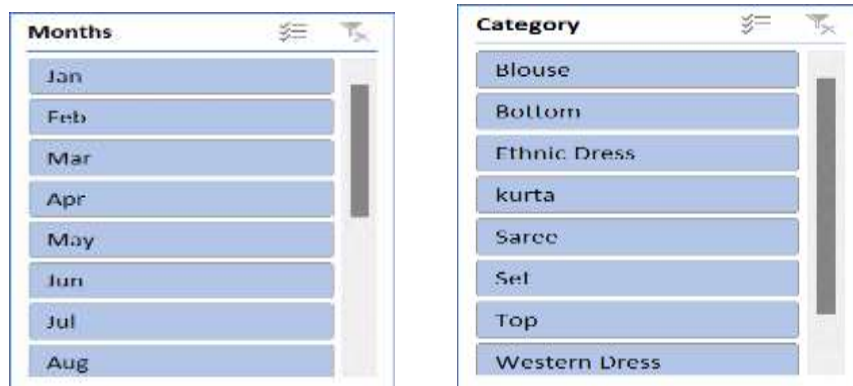 Months
Jan
Feb
Mar
Apr
May
Jun
Jul
Aug
Category
Blouse
Bottom
Ethnic Dress
kurta
Saree
Set
Top
Western Dress